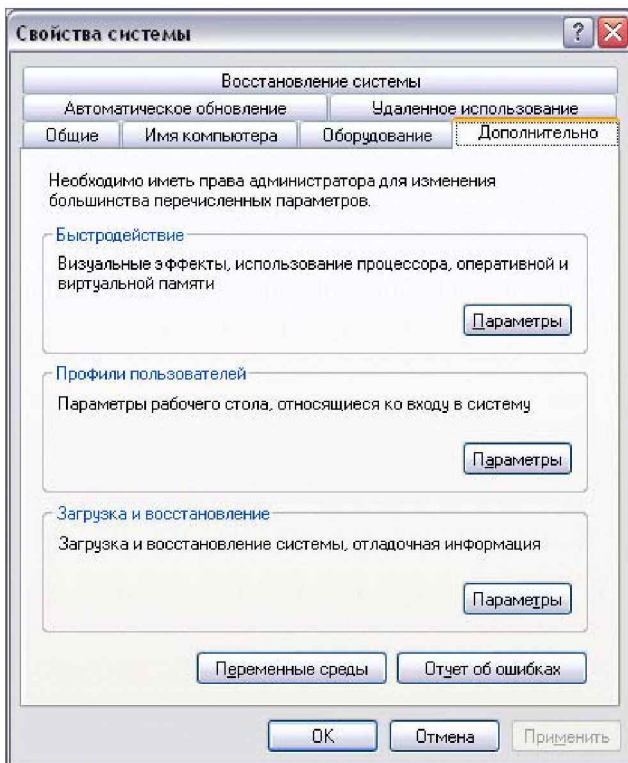 Свойства системы
Восстановление системы
Автоматическое обновление Удаленное использование
Общие Имя компьютера Оборудование Дополнительно
Необходимо иметь права администратора для изменения
большинства перечисленных параметров.
Быстродействие
Визуальные эффекты, использование процессора, оперативной и
виртуальной памяти
Параметры
Профили пользователей
Параметры рабочего стола, относящиеся ко входу в систему
Параметры
Загрузка и восстановление
Загрузка и восстановление системы, отладочная информация
Параметры
Переменные среды Отчет об ошибках
OK Отмена Применить